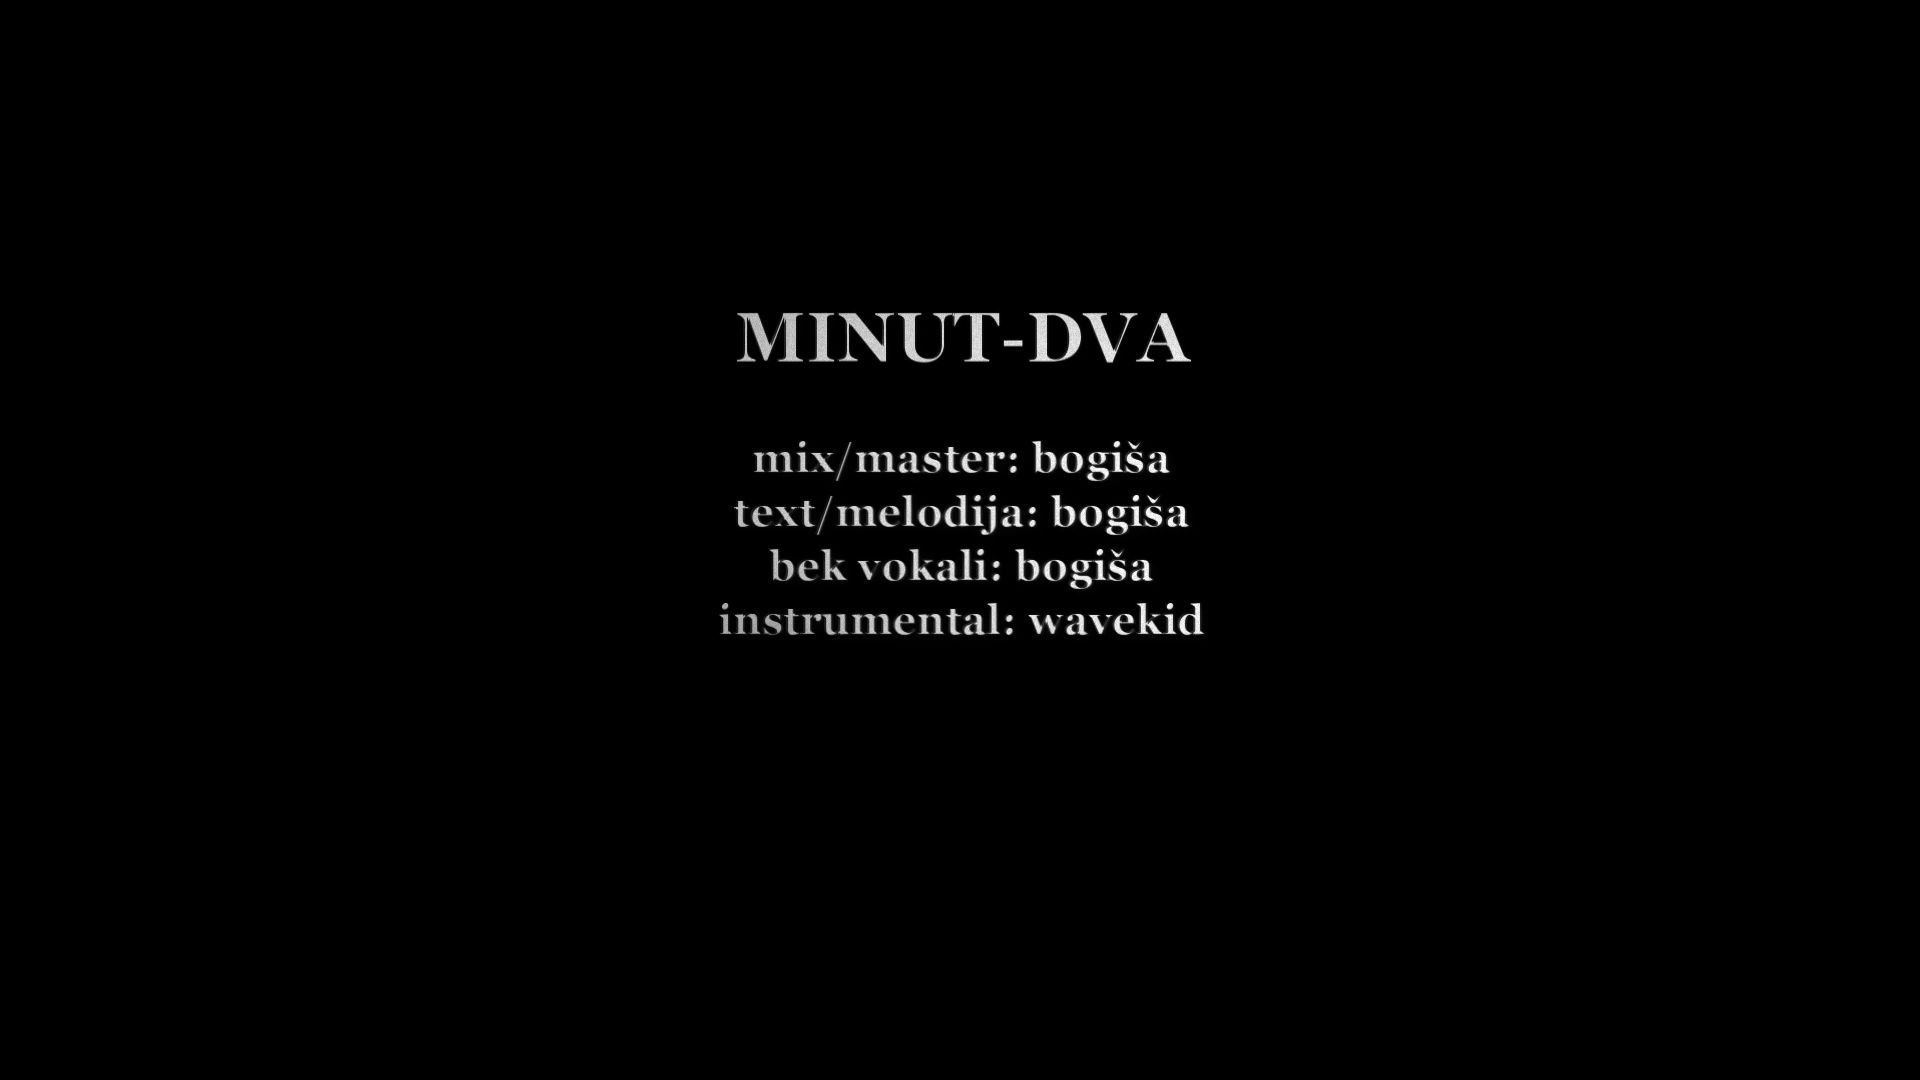 MINUT-DVA
mix/master: bogiša
text/melodija: bogiša
bek vokali: bogiša
instrumental: wavekid